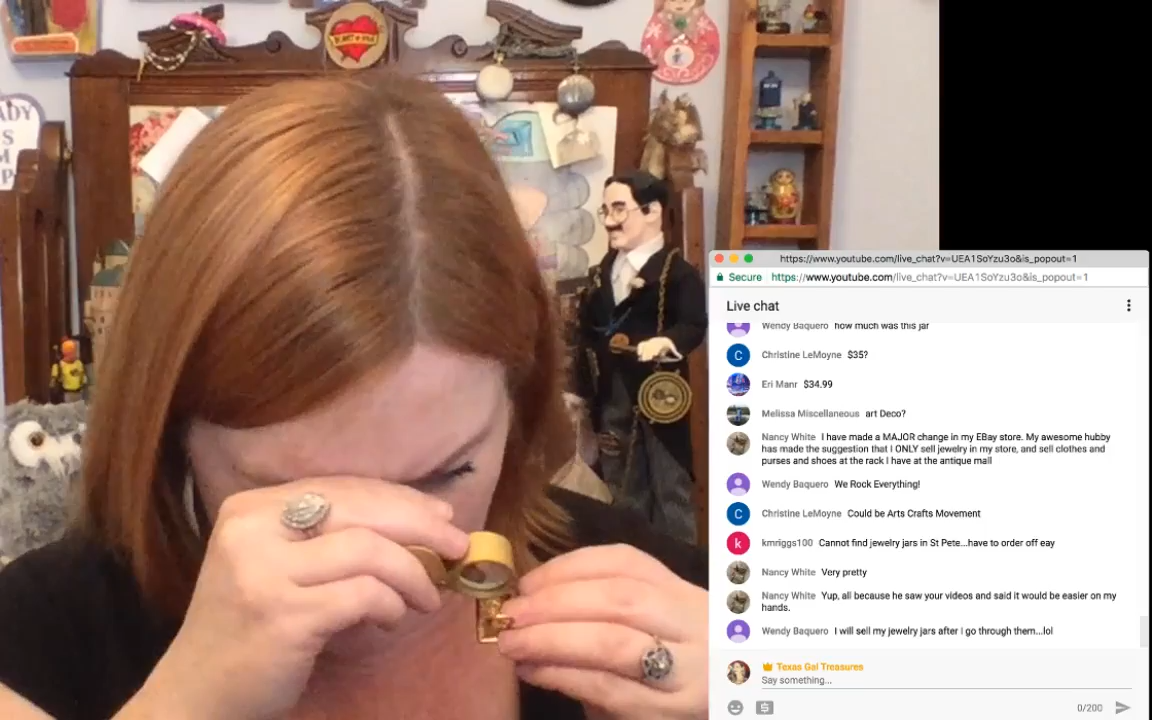 ADY
S
M
P
https://www.youtube.com/live_chat?v=UEA1SoYzu3o&is_popout=1
Secure https://www.youtube.com/live_chat?v=UEA1SoYzu3o&is_popout=1
Live chat
Wendy Baquero how much was this jar
C Christine LeMoyne $35?
Eri Manr $34.99
Melissa Miscellaneous art Deco?
Nancy White I have made a MAJOR change in my EBay store. My awesome hubby
has made the suggestion that I ONLY sell jewelry in my store, and sell clothes and
purses and shoes at the rack I have at the antique mall
Wendy Baquero We Rock Everything!
C Christine LeMoyne Could be Arts Crafts Movement
k kmriggs100 Cannot find jewelry jars in St Pete...have to order off eay
Nancy White Very pretty
Nancy White Yup, all because he saw your videos and said it would be easier on my
hands.
Wendy Baquero I will sell my jewelry jars after I go through them...lol
Texas Gal Treasures
Say something...
0/200